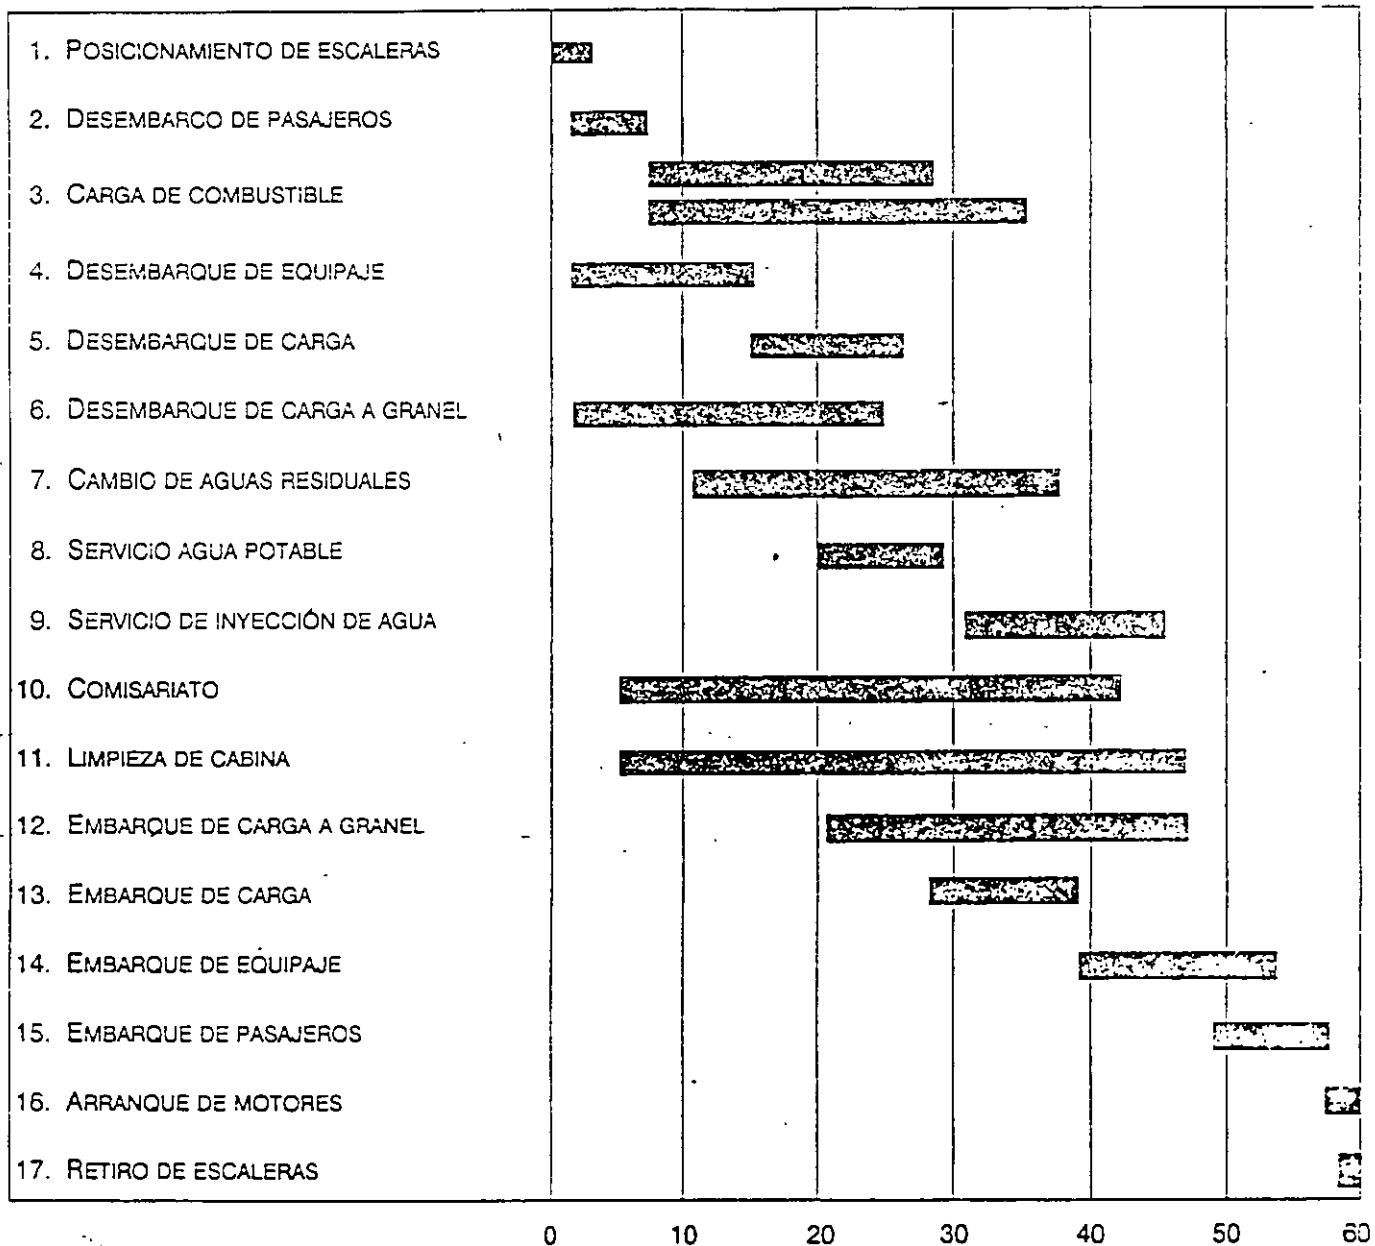 1. POSICIONAMIENTO DE ESCALERAS
2. DESEMBARCO DE PASAJEROS
3. CARGA DE COMBUSTIBLE
4. DESEMBARQUE DE EQUIPAJE
5. DESEMBARQUE DE CARGA
6. DESEMBARQUE DE CARGA A GRANEL
7. CAMBIO DE AGUAS RESIDUALES
8. SERVICIO AGUA POTABLE
9. SERVICIO DE INYECCIÓN DE AGUA
10. COMISARIATO
11. LIMPIEZA DE CABINA
12. EMBARQUE DE CARGA A GRANEL
13. EMBARQUE DE CARGA
14. EMBARQUE DE EQUIPAJE
15. EMBARQUE DE PASAJEROS
16. ARRANQUE DE MOTORES
17. RETIRO DE ESCALERAS
0 10 20 30 40 50 60